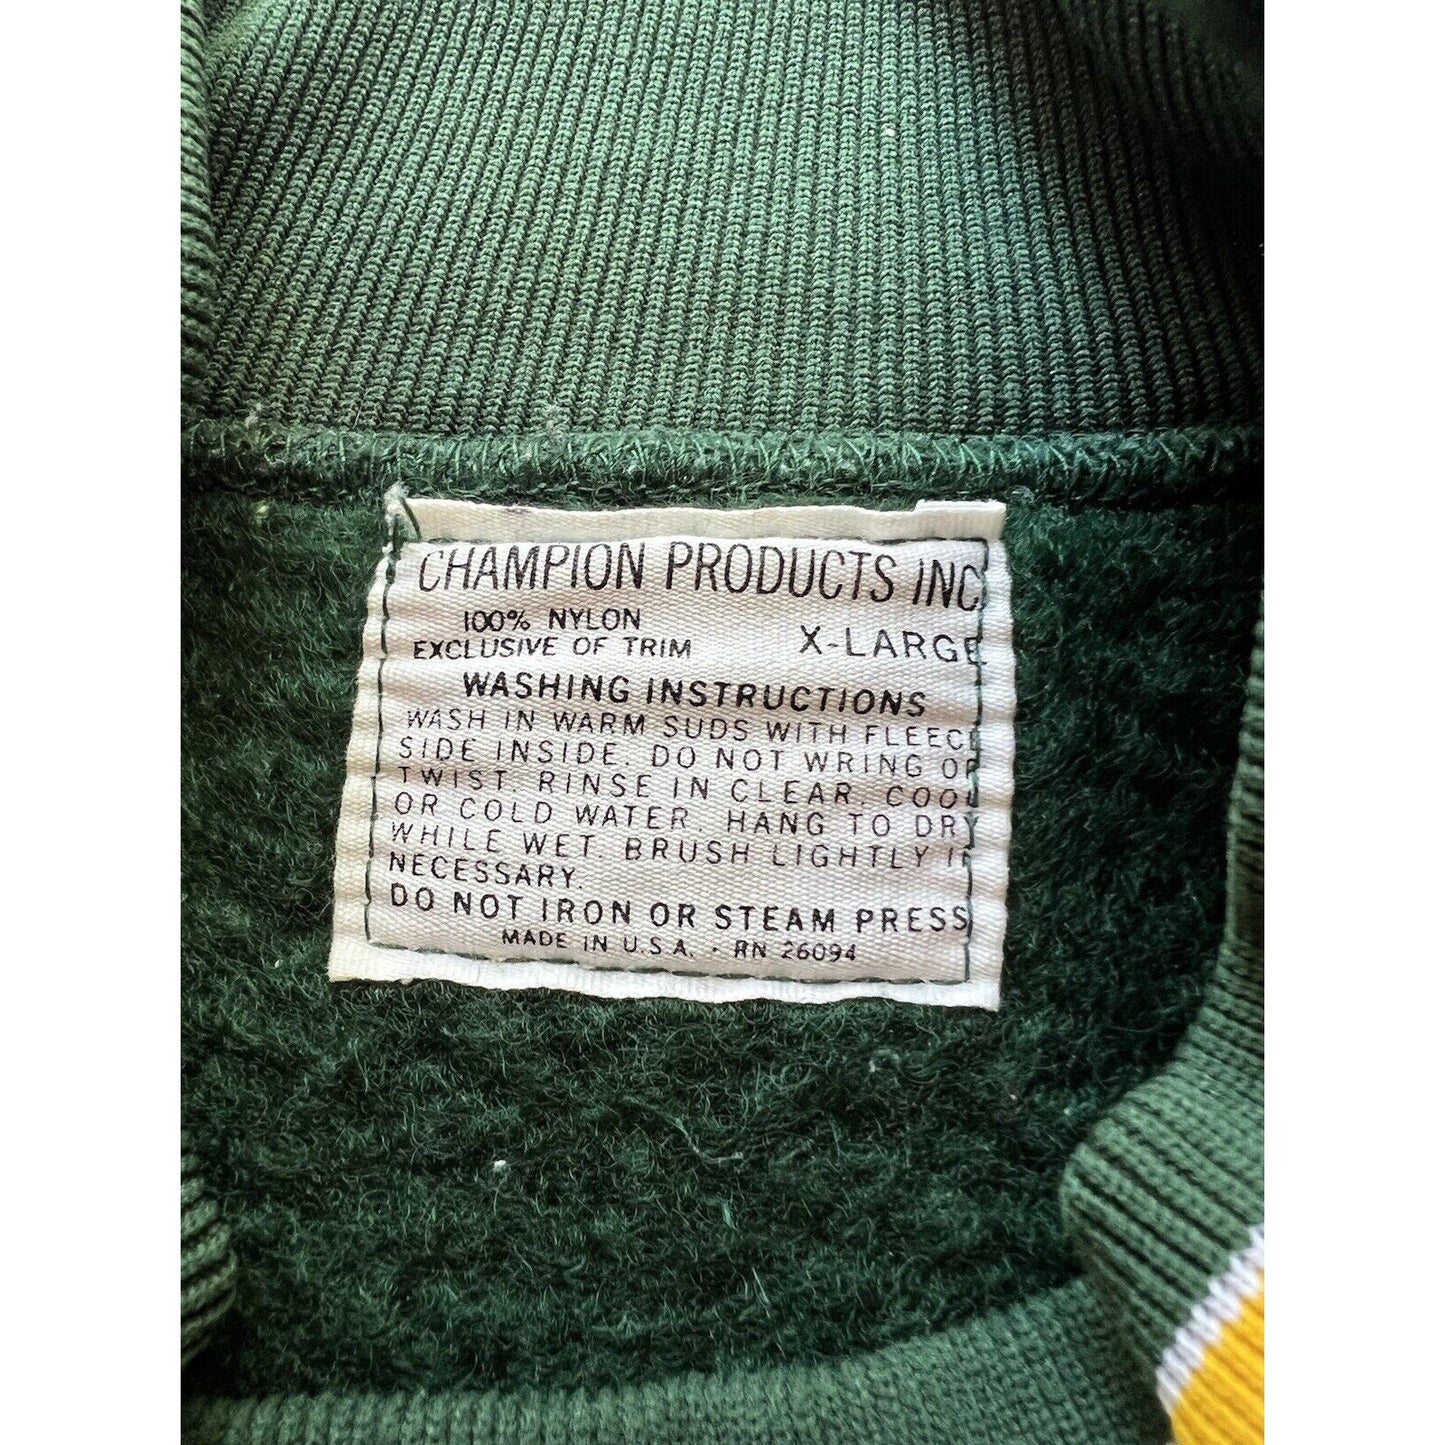 CHAMPION PRODUCTS INC
100% NYLON
EXCLUSIVE OF TRIM X-LARGE
WASHING INSTRUCTIONS
WASH IN WARM SUDS WITH FLEECE
SIDE INSIDE. DO NOT WRING OR
TWIST. RINSE IN CLEAR. COOL
OR COLD WATER. HANG TO DRY
WHILE WET. BRUSH LIGHTLY IF
NECESSARY.
DO NOT IRON OR STEAM PRESS
MADE IN U.S.A. • RN 26094